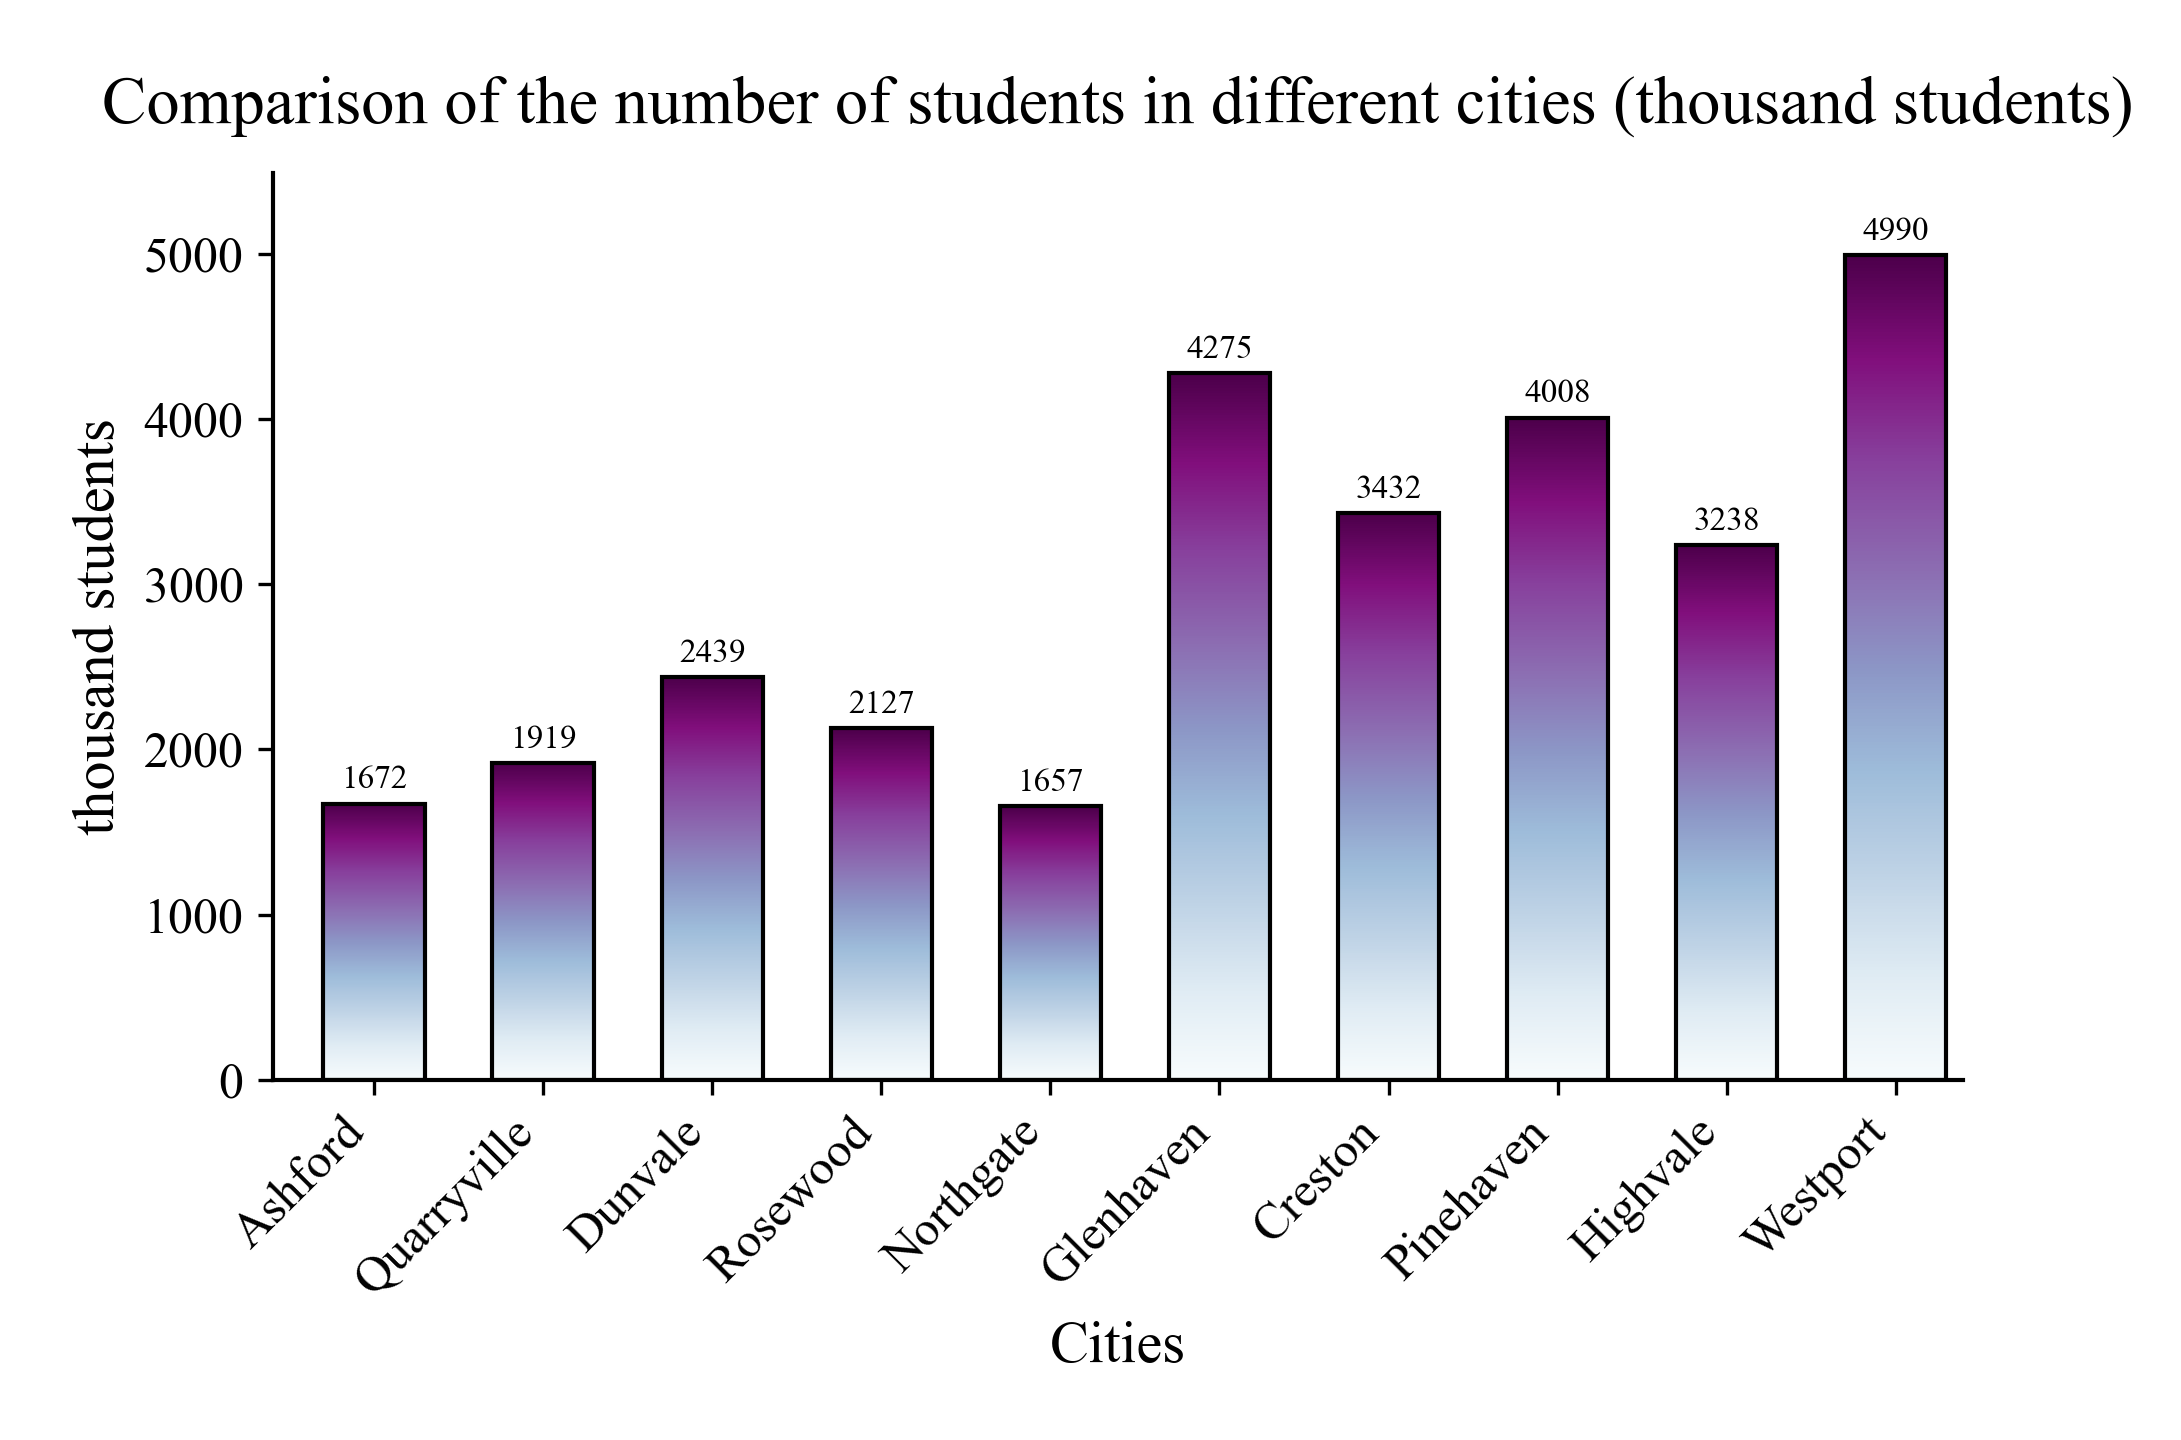 Comparison of the number of students in different cities (thousand students)
thousand students
5000
4000
3000
2000
1000
0
1672
1919
2439
2127
1657
4275
3432
4008
3238
4990
Ashford
Quarryville
Dunvale
Rosewood
Northgate
Glenhaven
Creston
Pinehaven
Highvale
Westport
Cities